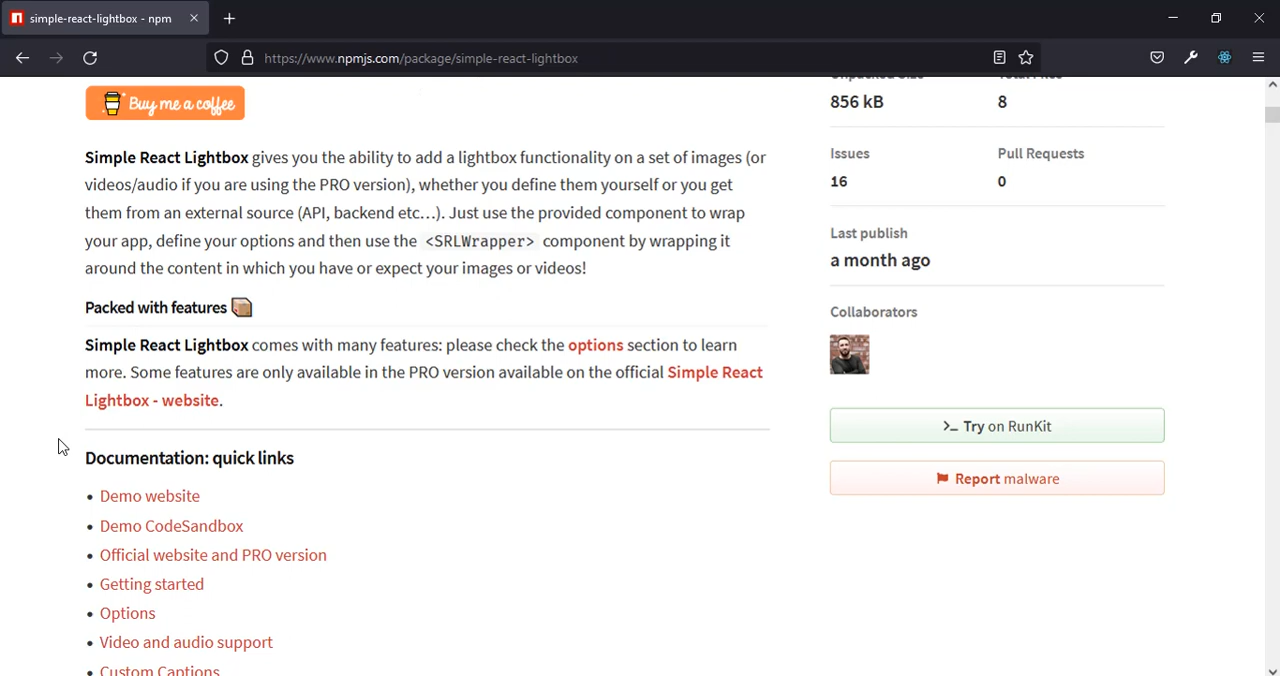 simple-react-lightbox - npm
https://www.npmjs.com/package/simple-react-lightbox
Buy me a coffee
Simple React Lightbox gives you the ability to add a lightbox functionality on a set of images (or
videos/audio if you are using the PRO version), whether you define them yourself or you get
them from an external source (API, backend etc…). Just use the provided component to wrap
your app, define your options and then use the <SRLWrapper> component by wrapping it
around the content in which you have or expect your images or videos!
Packed with features
Simple React Lightbox comes with many features: please check the options section to learn
more. Some features are only available in the PRO version available on the official Simple React
Lightbox - website.
Documentation: quick links
• Demo website
• Demo CodeSandbox
• Official website and PRO version
• Getting started
• Options
• Video and audio support
• Custom Captions
Unpacked Size
Total Files
856 kB
8
Issues
Pull Requests
16
0
Last publish
a month ago
Collaborators
Try on RunKit
Report malware